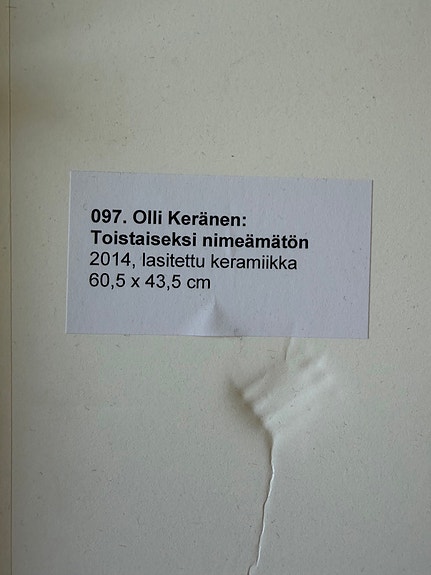 097. Olli Keränen:
Toistaiseksi nimeämätön
2014, lasitettu keramiikka
60,5 x 43,5 cm